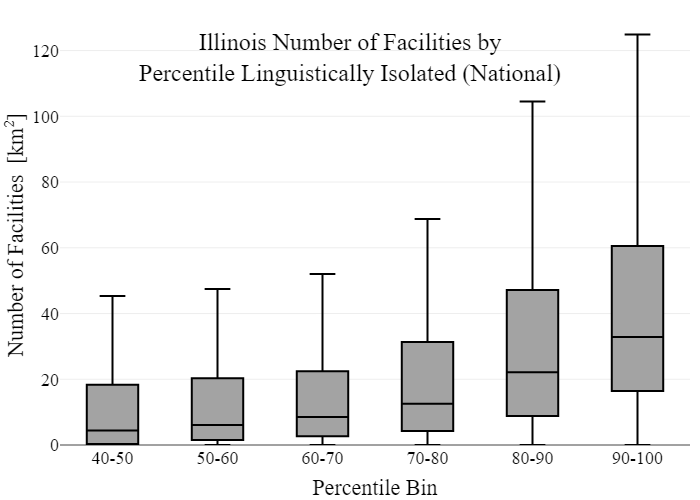 Illinois Number of Facilities by
Percentile Linguistically Isolated (National)
Number of Facilities [km²]
120
100
80
60
40
20
0
40-50 50-60 60-70 70-80 80-90 90-100
Percentile Bin